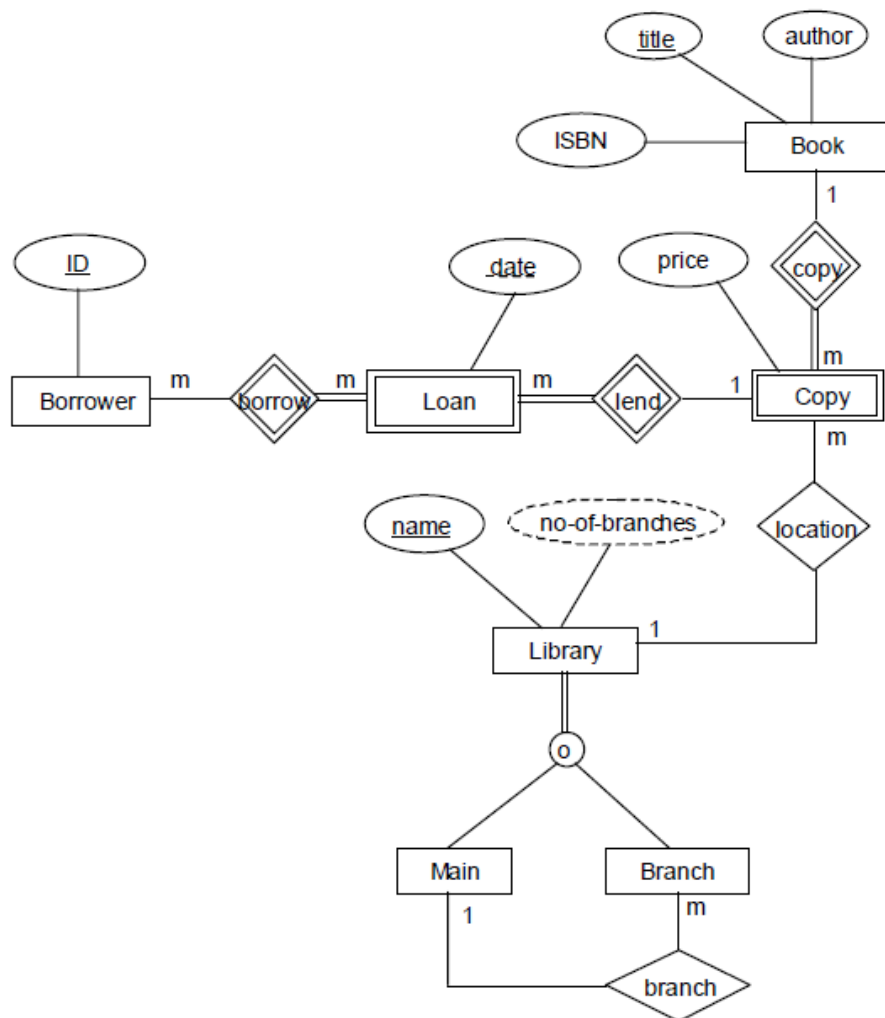 title
author
ISBN
Book
1
ID
date
price
copy
m
Borrower
m
borrow
m
Loan
m
lend
1
Copy
m
name
no-of-branches
location
Library
1
o
Main
Branch
1
m
branch